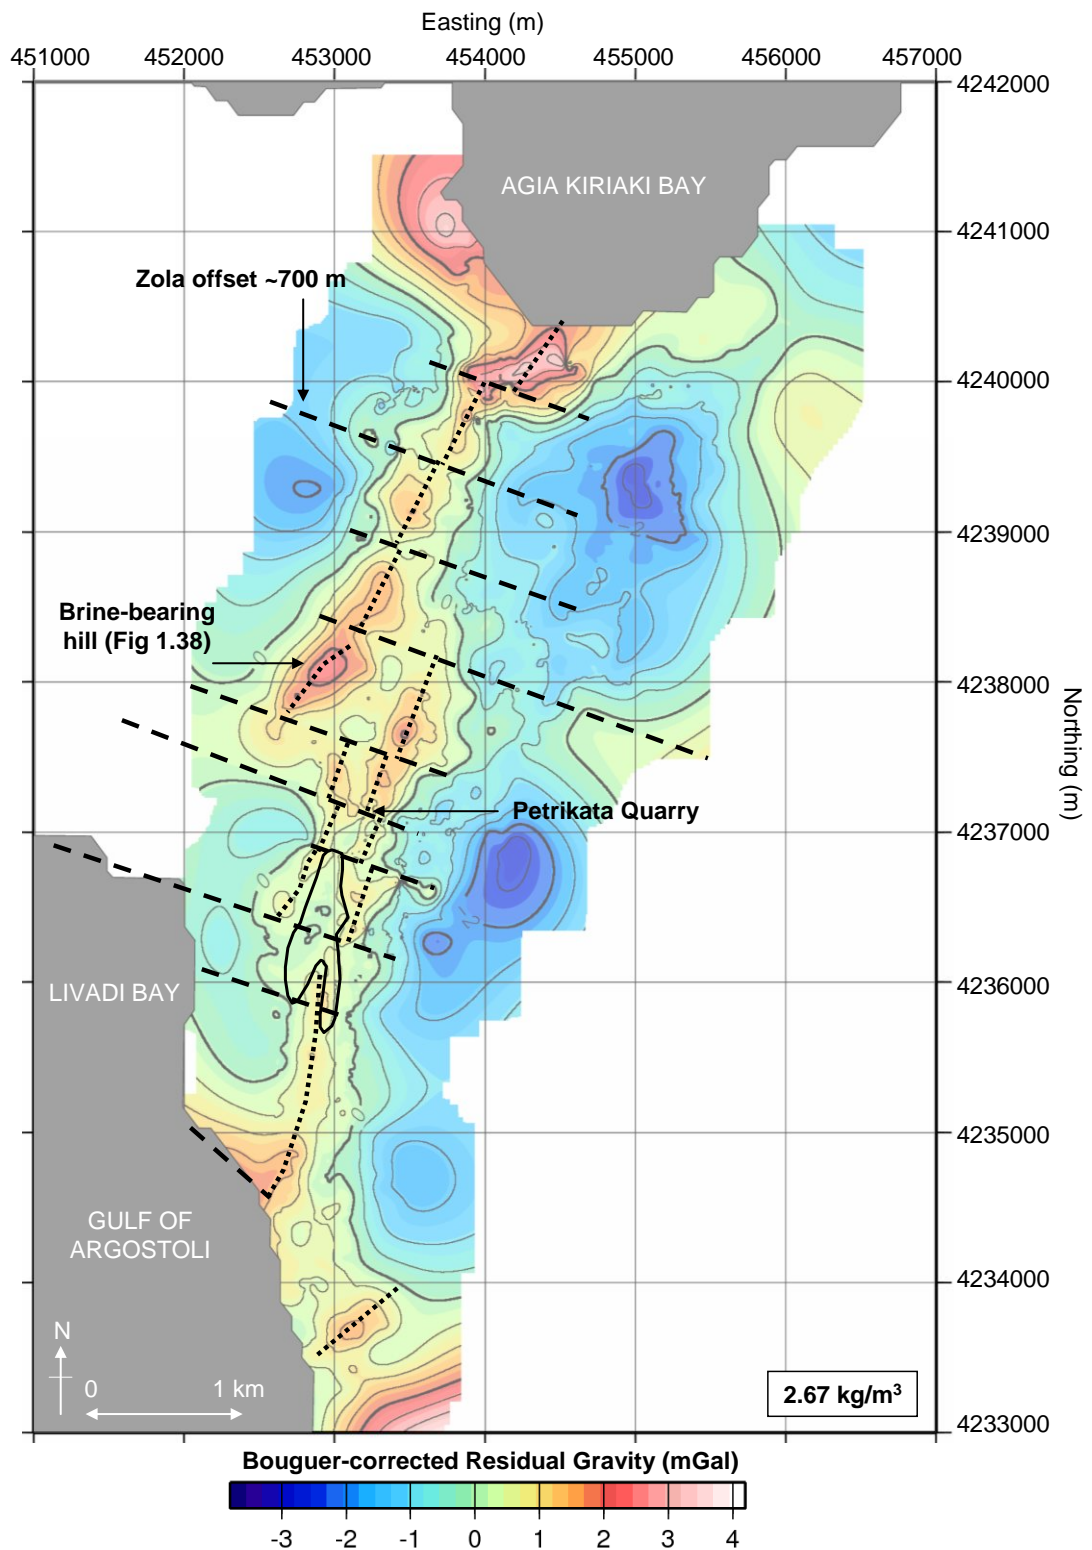 Easting (m)
451000 452000 453000 454000 455000 456000 457000
4242000
AGIA KIRIAKI BAY
4241000
Zola offset ~700 m
4240000
4239000
Brine-bearing
hill (Fig 1.38)
4238000
Northing (m)
Petrikata Quarry
4237000
LIVADI BAY
4236000
4235000
GULF OF
ARGOSTOLI
4234000
N
0 1 km
2.67 kg/m³
4233000
Bouguer-corrected Residual Gravity (mGal)
-3 -2 -1 0 1 2 3 4